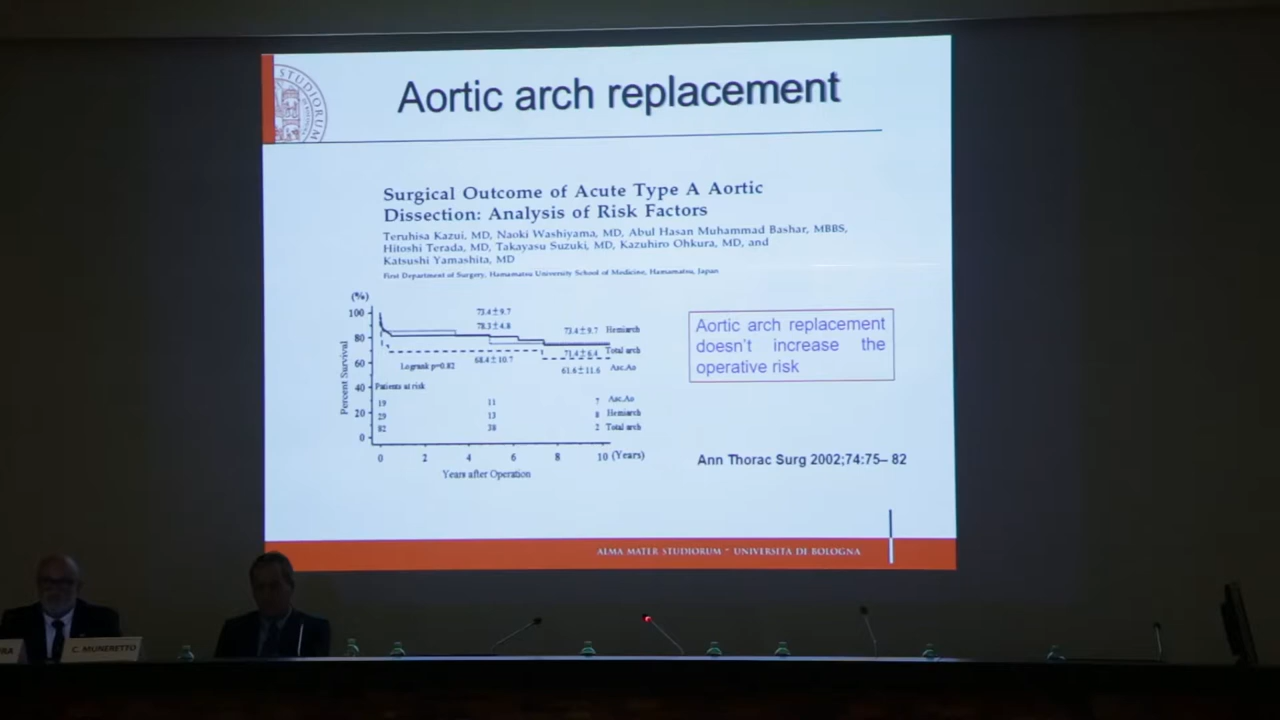 STUDIORUM
Aortic arch replacement
Surgical Outcome of Acute Type A Aortic
Dissection: Analysis of Risk Factors
Teruhisa Kazui, MD, Naoki Washiyama, MD, Abul Hasan Muhammad Bashar, MBBS,
Hitoshi Terada, MD, Takayasu Suzuki, MD, Kazuhiro Ohkura, MD, and
Katsushi Yamashita, MD
First Department of Surgery, Hamamatsu University School of Medicine, Hamamatsu, Japan
(%)
100
80
60
40
20
0
Percent Survival
73.4±9.7
78.3±4.8
68.4±10.7
73.4±9.7 Hemiarch
71.4±6.4 Total arch
61.6±11.6 Asc.Ao
Logrank p=0.82
Patients at risk
19 11 7 Asc.Ao
29 13 8 Hemiarch
82 38 2 Total arch
0 2 4 6 8 10 (Years)
Years after Operation
Aortic arch replacement
doesn't increase the
operative risk
Ann Thorac Surg 2002;74:75– 82
ALMA MATER STUDIORUM * UNIVERSITÀ DI BOLOGNA
C. MUNERETTO